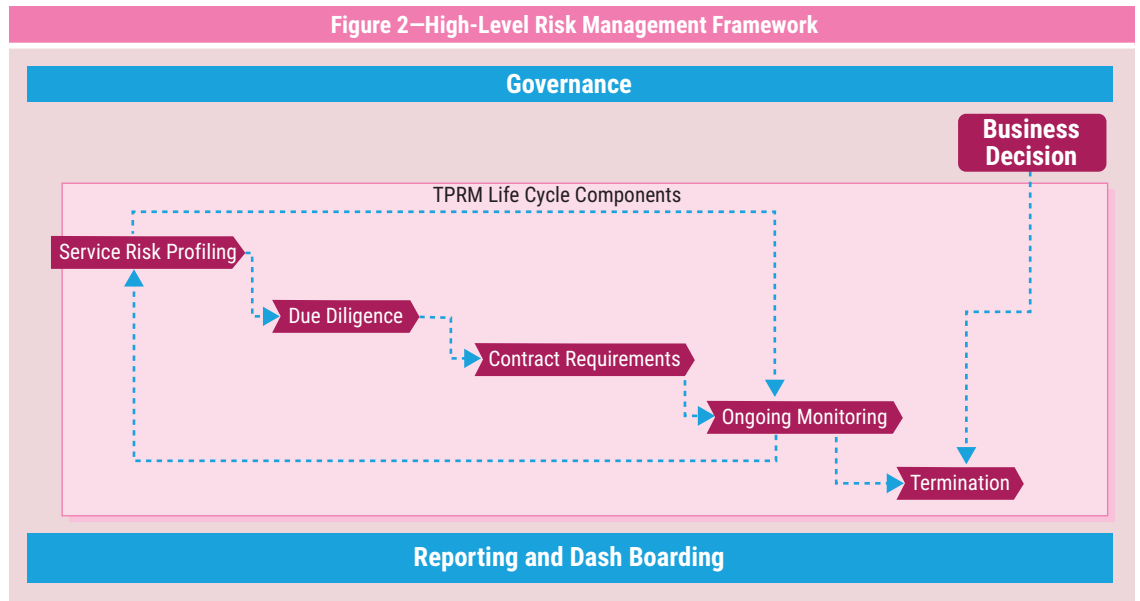 Figure 2—High-Level Risk Management Framework
Governance
Business
Decision
TPRM Life Cycle Components
Service Risk Profiling
Due Diligence
Contract Requirements
Ongoing Monitoring
Termination
Reporting and Dash Boarding